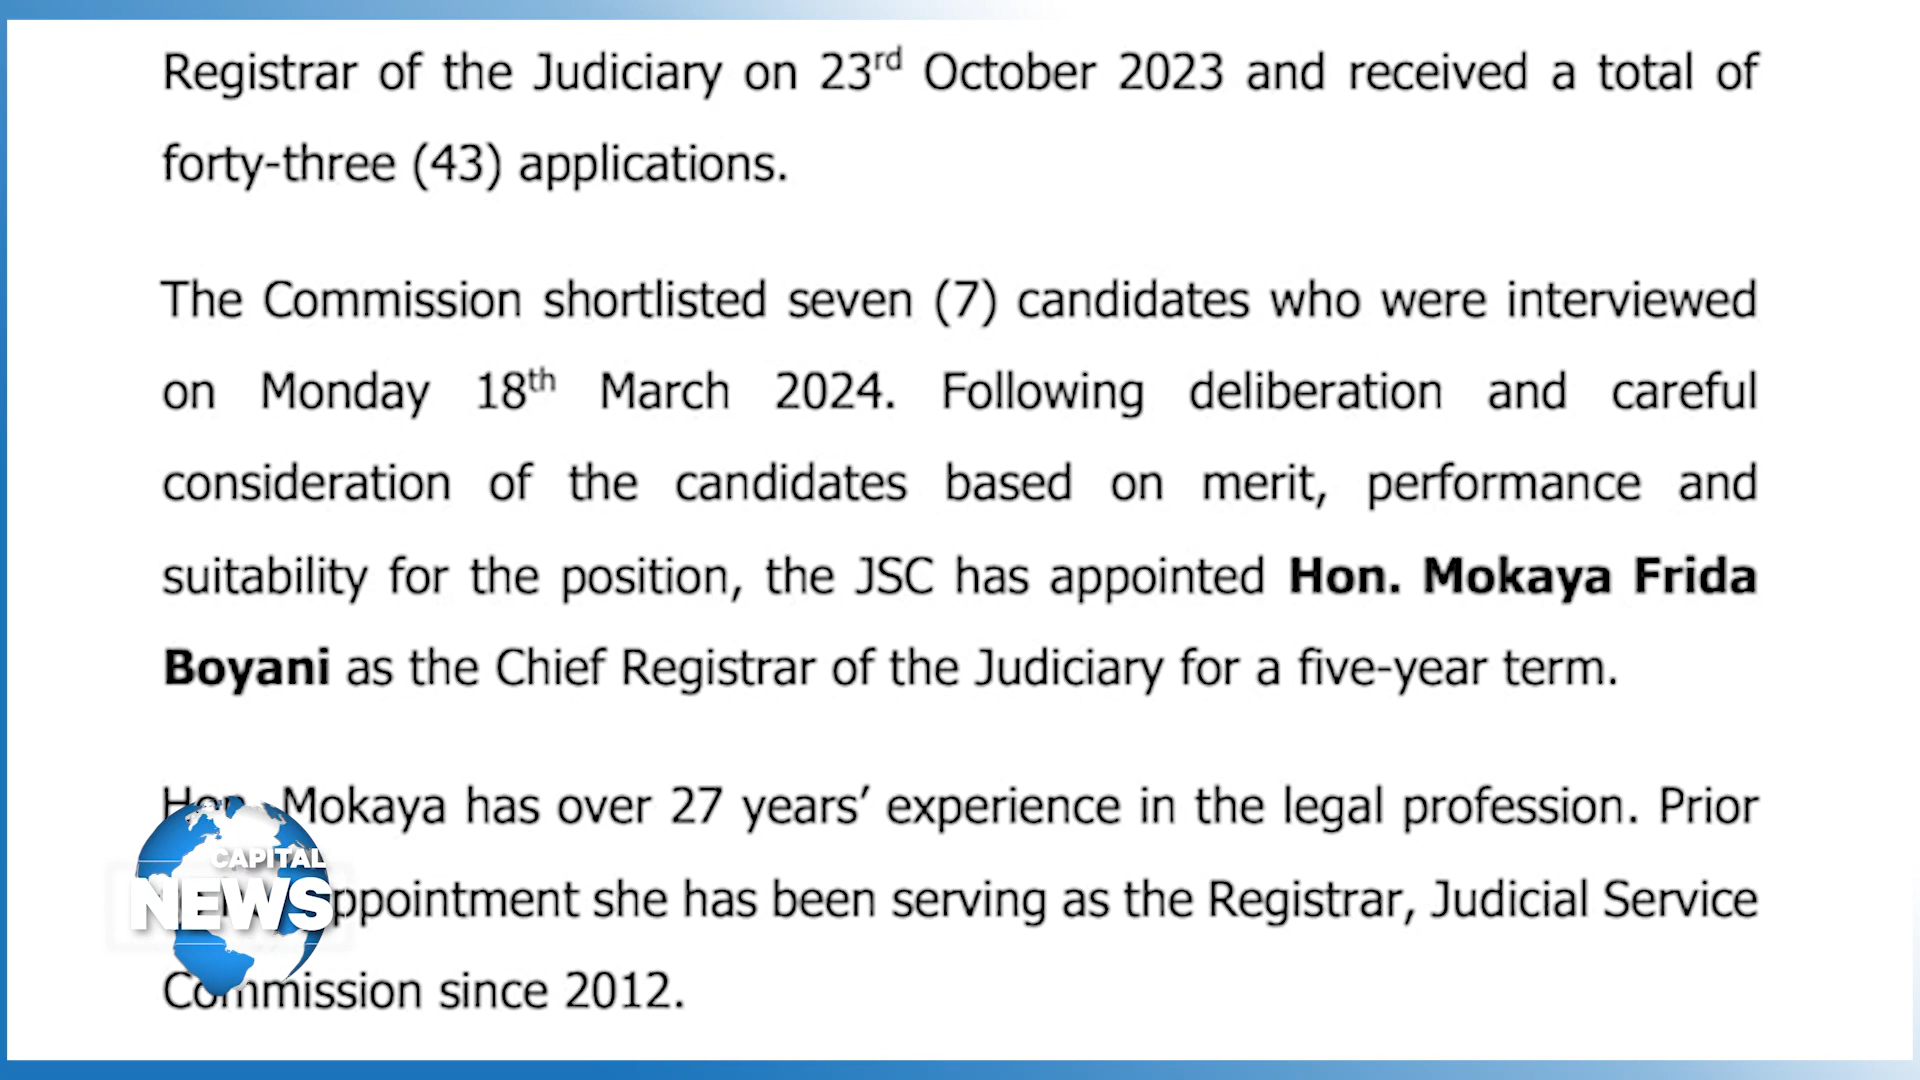 Registrar of the Judiciary on 23rd October 2023 and received a total of
forty-three (43) applications.
The Commission shortlisted seven (7) candidates who were interviewed
on Monday 18th March 2024. Following deliberation and careful
consideration of the candidates based on merit, performance and
suitability for the position, the JSC has appointed Hon. Mokaya Frida
Boyani as the Chief Registrar of the Judiciary for a five-year term.
Hon. Mokaya has over 27 years’ experience in the legal profession. Prior
appointment she has been serving as the Registrar, Judicial Service
Commission since 2012.
CAPITAL
NEWS